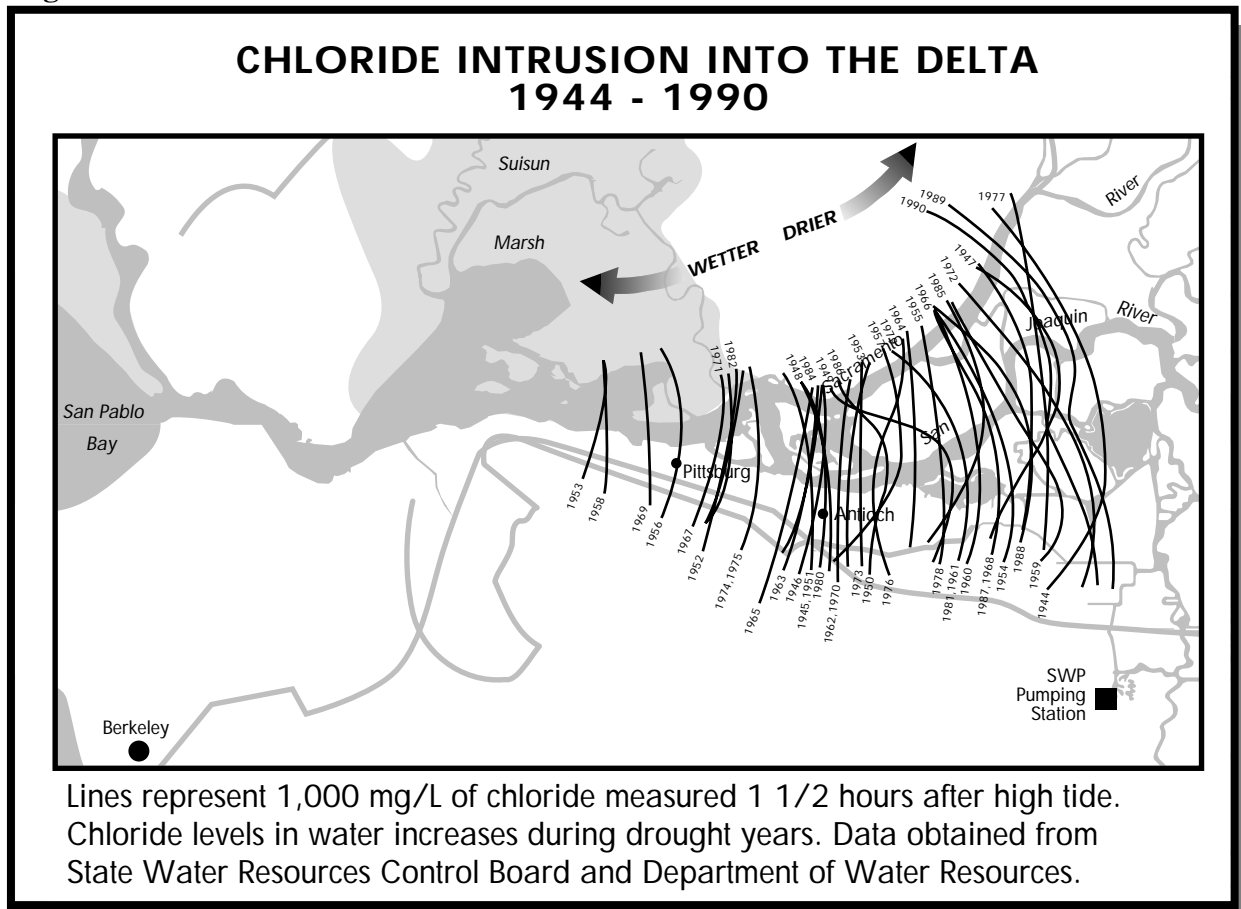 CHLORIDE INTRUSION INTO THE DELTA
1944 - 1990
Suisun
Marsh
WETTER
DRIER
River
River
Joaquin
San
Sacramento
San Pablo
Bay
Pittsburg
Antioch
Berkeley
SWP
Pumping
Station
1989
1990
1977
1947
1972
1985
1966
1955
1964
1957
1953
1948
1984
1971
1982
1953
1958
1969
1956
1967
1952
1974,1975
1965
1963
1946
1945,1951
1980
1962,1970
1973
1950
1976
1978
1981,1961
1960
1987,1968
1954
1988
1959
1944
Lines represent 1,000 mg/L of chloride measured 1 1/2 hours after high tide.
Chloride levels in water increases during drought years. Data obtained from
State Water Resources Control Board and Department of Water Resources.